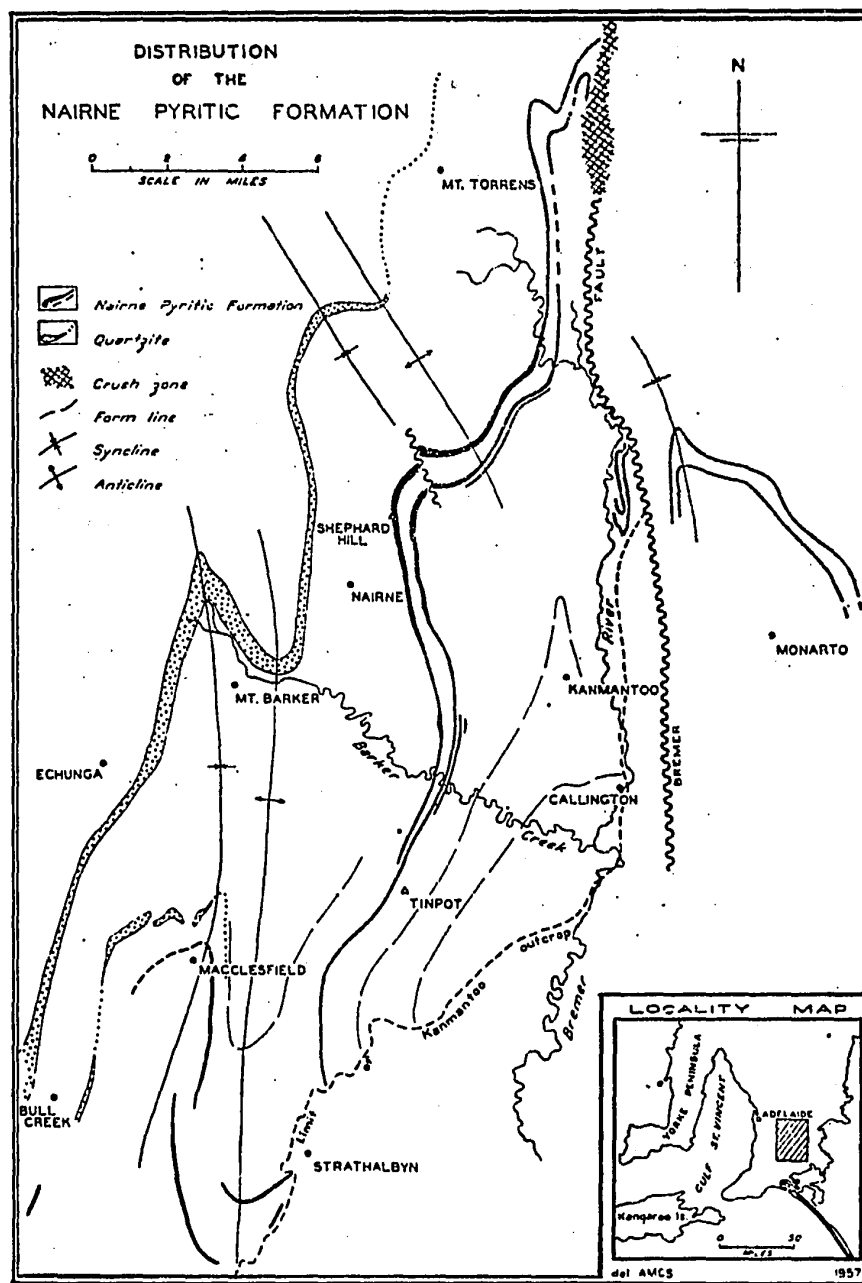 DISTRIBUTION
OF THE
NAIRNE PYRITIC FORMATION
0 2 4 6
SCALE IN MILES
N
MT. TORRENS
FAULT
Nairne Pyritic Formation
Quartzite
Crush zone
Form line
Syncline
Anticline
SHEPHARD
HILL
NAIRNE
River
MONARTO
KANMANTOO
MT. BARKER
Barker
BREMER
ECHUNGA
CALLINGTON
Creek
TINPOT
outcrop
MACCLESFIELD
Kanmantoo
Bremer
of
BULL
CREEK
Limit
STRATHALBYN
LOCALITY MAP
YORKE PENINSULA
GULF ST. VINCENT
ADELAIDE
Kangaroo Is.
0 50
MILES
del AMCS 1957